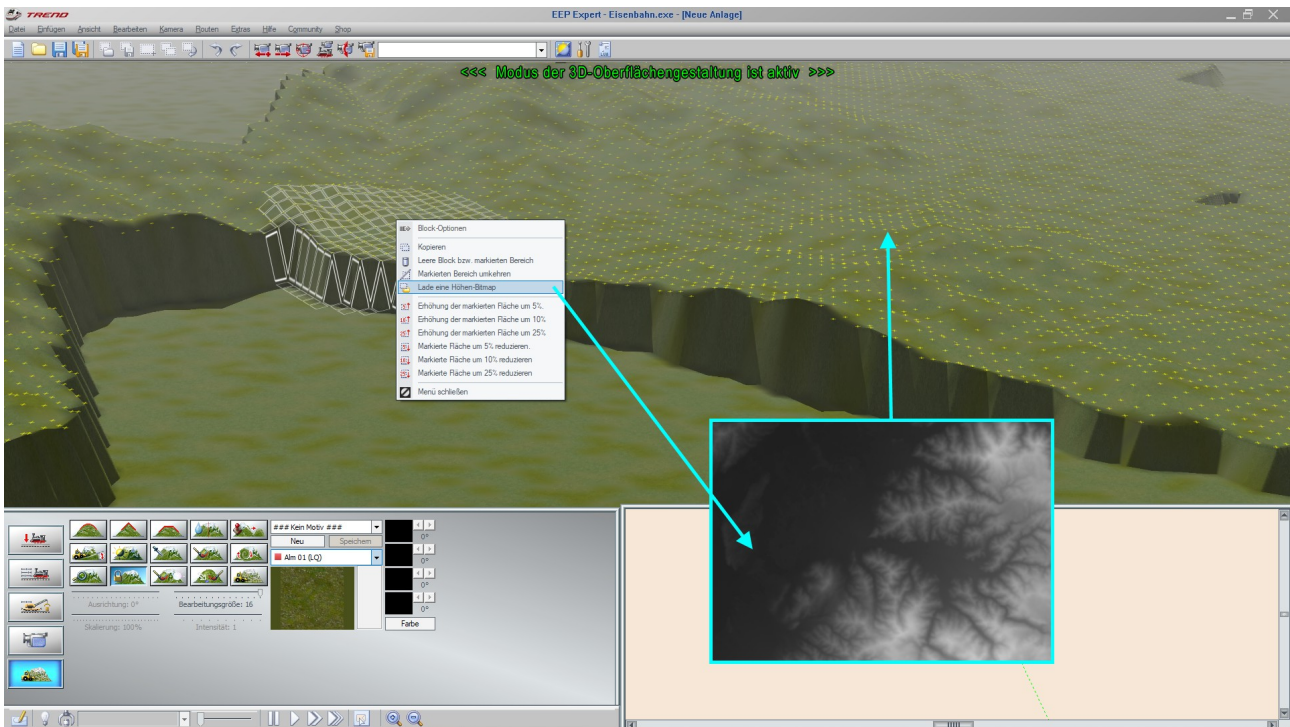 TREND
EEP Expert - Eisenbahn.exe - [Neue Anlage]
Datei Einfügen Ansicht Bearbeiten Kamera Routen Extras Hilfe Community Shop
<<< Modus der 3D-Oberflächengestaltung ist aktiv >>>
Block-Optionen
Kopieren
Leere Block bzw. markierten Bereich
Markierten Bereich umkehren
Lade eine Höhen-Bitmap
Erhöhung der markierten Fläche um 5%.
Erhöhung der markierten Fläche um 10%
Erhöhung der markierten Fläche um 25%
Markierte Fläche um 5% reduzieren.
Markierte Fläche um 10% reduzieren
Markierte Fläche um 25% reduzieren
Menü schließen
### Kein Motiv ###
Neu Speichern
Alm 01 (LQ)
0°
0°
0°
0°
Farbe
Ausrichtung: 0° Bearbeitungsgröße: 16
Skalierung: 100% Intensität: 1